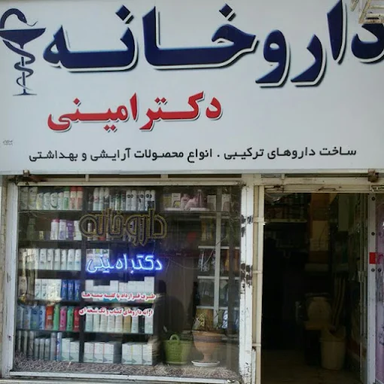 داروخانه
دکتر امینی
ساخت داروهای ترکیبی . انواع محصولات آرایشی و بهداشتی
داروخانه
دکتر امینی